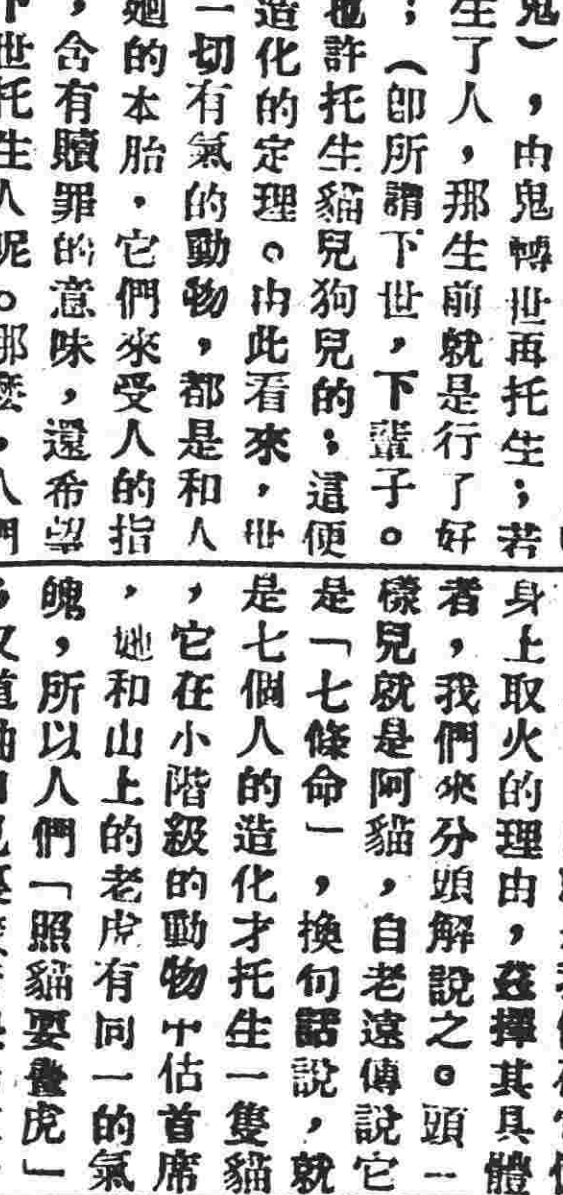 鬼），由鬼轉世再托生；若
生了人，那生前就是行了好
；（卽所謂下世，下輩子。
也許托生貓兒狗兒的；這便
造化的定理。由此看來，世
一切有氣的動物，都是和人
廻的本胎。它們來受人的指
，含有贖罪的意味，還希望
下世托生人呢。那麼，人們
身上取火的理由，茲擇其具體
者，我們來分頭解說之。頭一
樣兒就是阿貓，自老遠傳說它
是「七條命」，換句話說，就
是七個人的造化才托生一隻貓
，它在小階級的動物中估首席
，她和山上的老虎有同一的氣
魄，所以人們「照貓要疊虎」